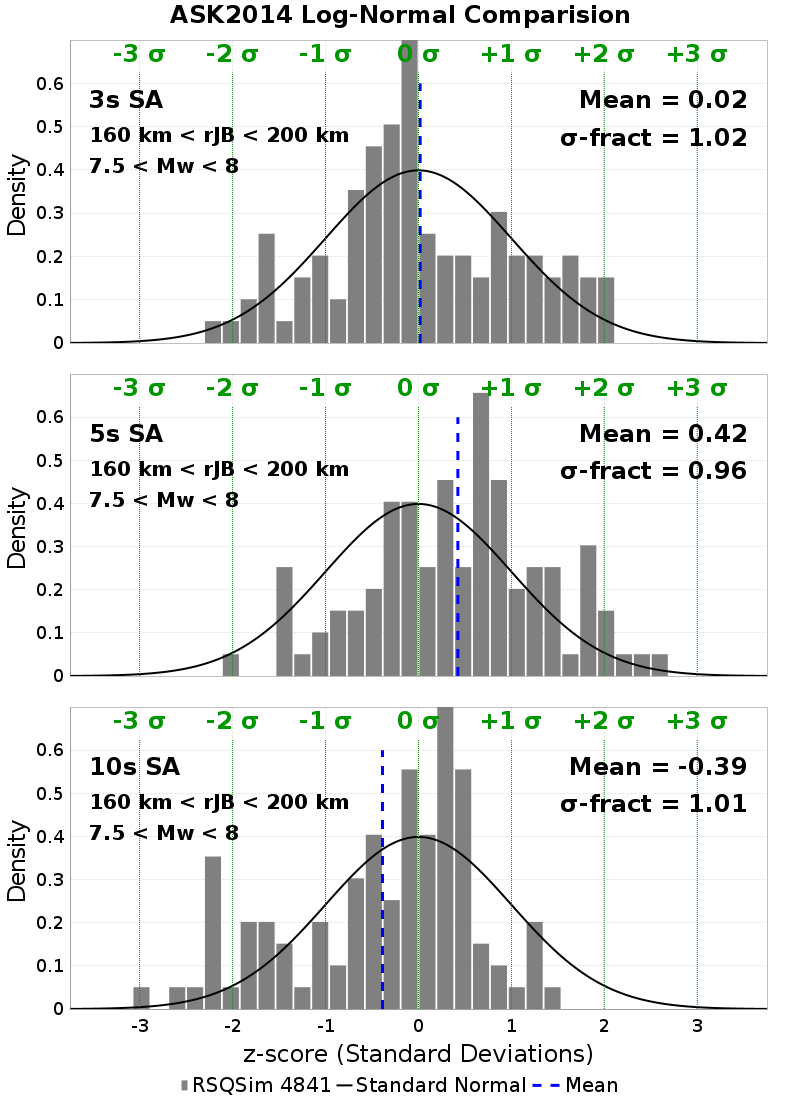 ASK2014 Log-Normal Comparision
-3 σ -2 σ -1 σ 0 σ +1 σ +2 σ +3 σ
3s SA
160 km < rJB < 200 km
7.5 < Mw < 8
Mean = 0.02
σ-fract = 1.02
Density
0.6
0.5
0.4
0.3
0.2
0.1
0
-3 σ -2 σ -1 σ 0 σ +1 σ +2 σ +3 σ
5s SA
160 km < rJB < 200 km
7.5 < Mw < 8
Mean = 0.42
σ-fract = 0.96
Density
0.6
0.5
0.4
0.3
0.2
0.1
0
-3 σ -2 σ -1 σ 0 σ +1 σ +2 σ +3 σ
10s SA
160 km < rJB < 200 km
7.5 < Mw < 8
Mean = -0.39
σ-fract = 1.01
Density
0.6
0.5
0.4
0.3
0.2
0.1
0
-3 -2 -1 0 1 2 3
z-score (Standard Deviations)
RSQSim 4841 Standard Normal Mean